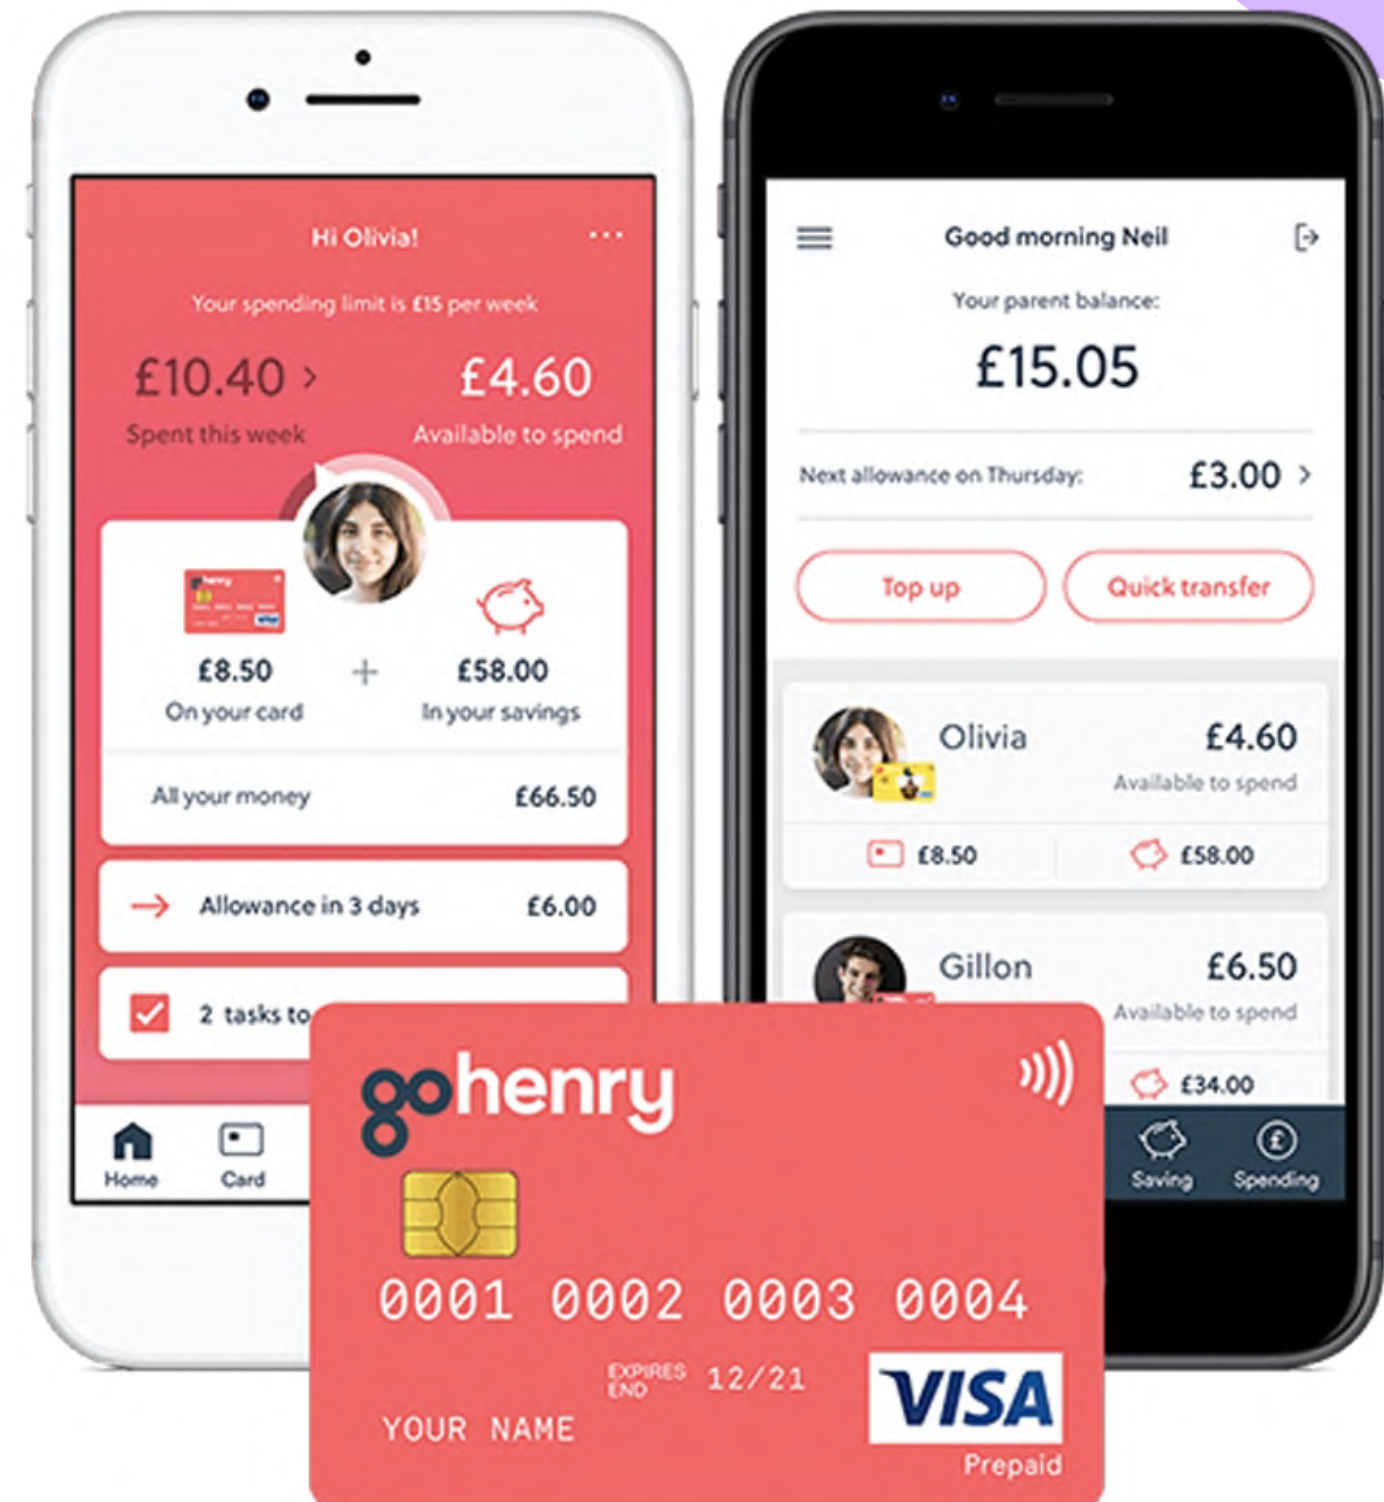 Hi Olivia!
Your spending limit is £15 per week
£10.40 > £4.60
Spent this week Available to spend
gohenry
VISA
£8.50 + £58.00
On your card In your savings
All your money £66.50
Allowance in 3 days £6.00
2 tasks to
Home Card
Good morning Neil
Your parent balance:
£15.05
Next allowance on Thursday: £3.00 >
Top up Quick transfer
Olivia £4.60
Available to spend
£8.50 £58.00
Gillon £6.50
Available to spend
£34.00
Saving £ Spending
gohenry
0001 0002 0003 0004
EXPIRES
END 12/21
YOUR NAME
VISA
Prepaid